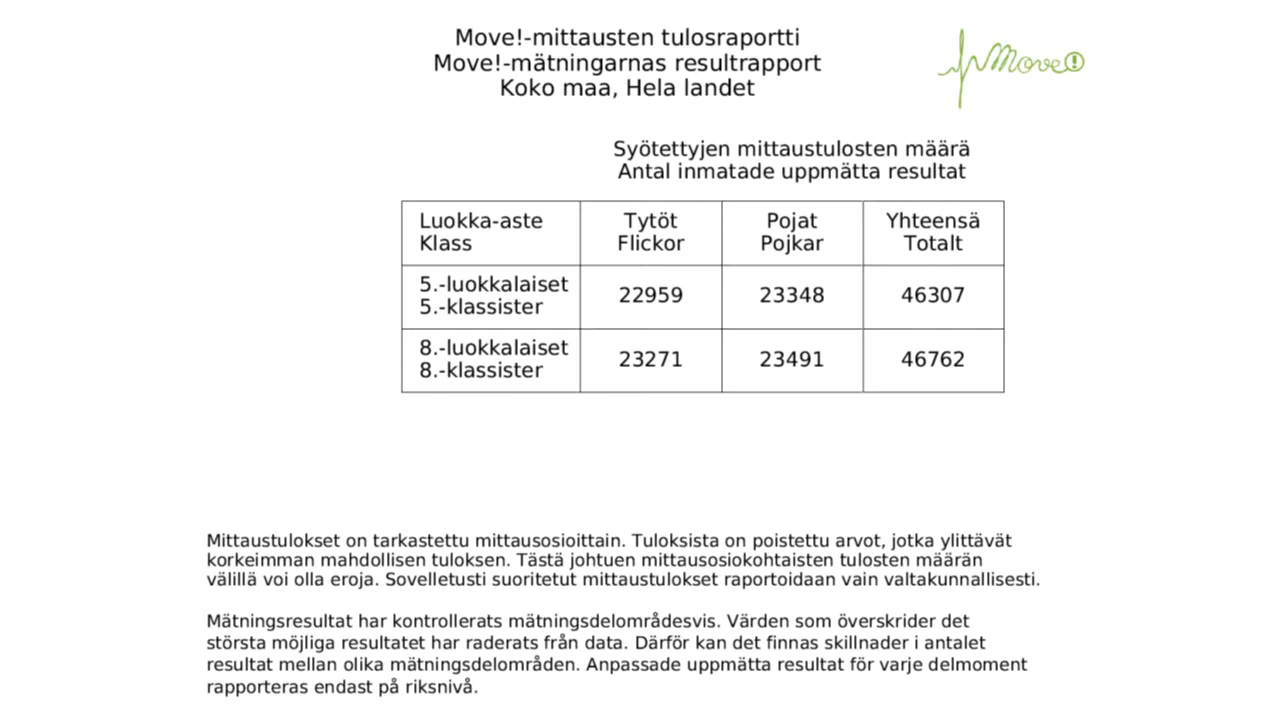 Move!-mittausten tulosraportti
Move!-mätningarnas resultrapport
Koko maa, Hela landet
Move!
Syötettyjen mittaustulosten määrä
Antal inmatade uppmätta resultat
Luokka-aste Tytöt Pojat Yhteensä
Klass Flickor Pojkar Totalt
5.-luokkalaiset
5.-klassister 22959 23348 46307
8.-luokkalaiset
8.-klassister 23271 23491 46762
Mittaustulokset on tarkastettu mittausosioittain. Tuloksista on poistettu arvot, jotka ylittävät
korkeimman mahdollisen tuloksen. Tästä johtuen mittausosiokohtaisten tulosten määrän
välillä voi olla eroja. Sovelletusti suoritetut mittaustulokset raportoidaan vain valtakunnallisesti.
Mätningsresultat har kontrollerats mätningsdelområdesvis. Värden som överskrider det
största möjliga resultatet har raderats från data. Därför kan det finnas skillnader i antalet
resultat mellan olika mätningsdelområden. Anpassade uppmätta resultat för varje delmoment
rapporteras endast på riksnivå.